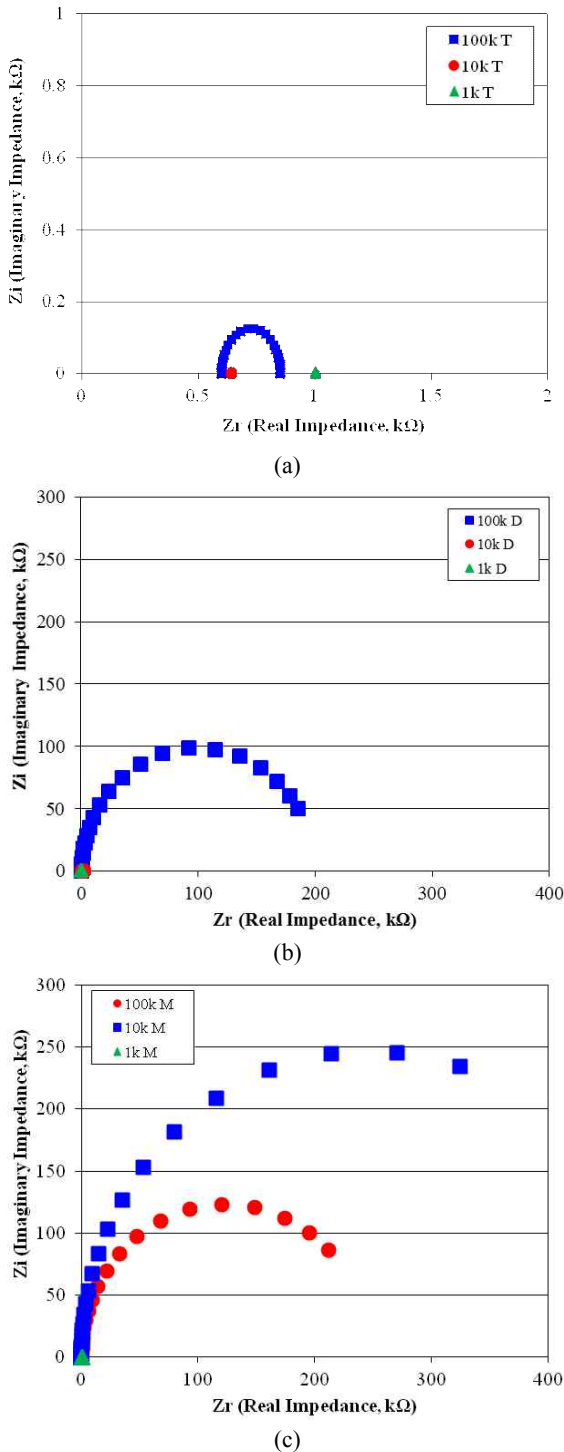 Zi (Imaginary Impedance, kΩ)
1
0.8
0.6
0.4
0.2
0
100k T
10k T
1k T
0
0.5
1
1.5
2
Zr (Real Impedance, kΩ)
(a)
Zi (Imaginary Impedance, kΩ)
300
250
200
150
100
50
0
100k D
10k D
1k D
0
100
200
300
400
Zr (Real Impedance, kΩ)
(b)
Zi (Imaginary Impedance, kΩ)
300
250
200
150
100
50
0
100k M
10k M
1k M
0
100
200
300
400
Zr (Real Impedance, kΩ)
(c)